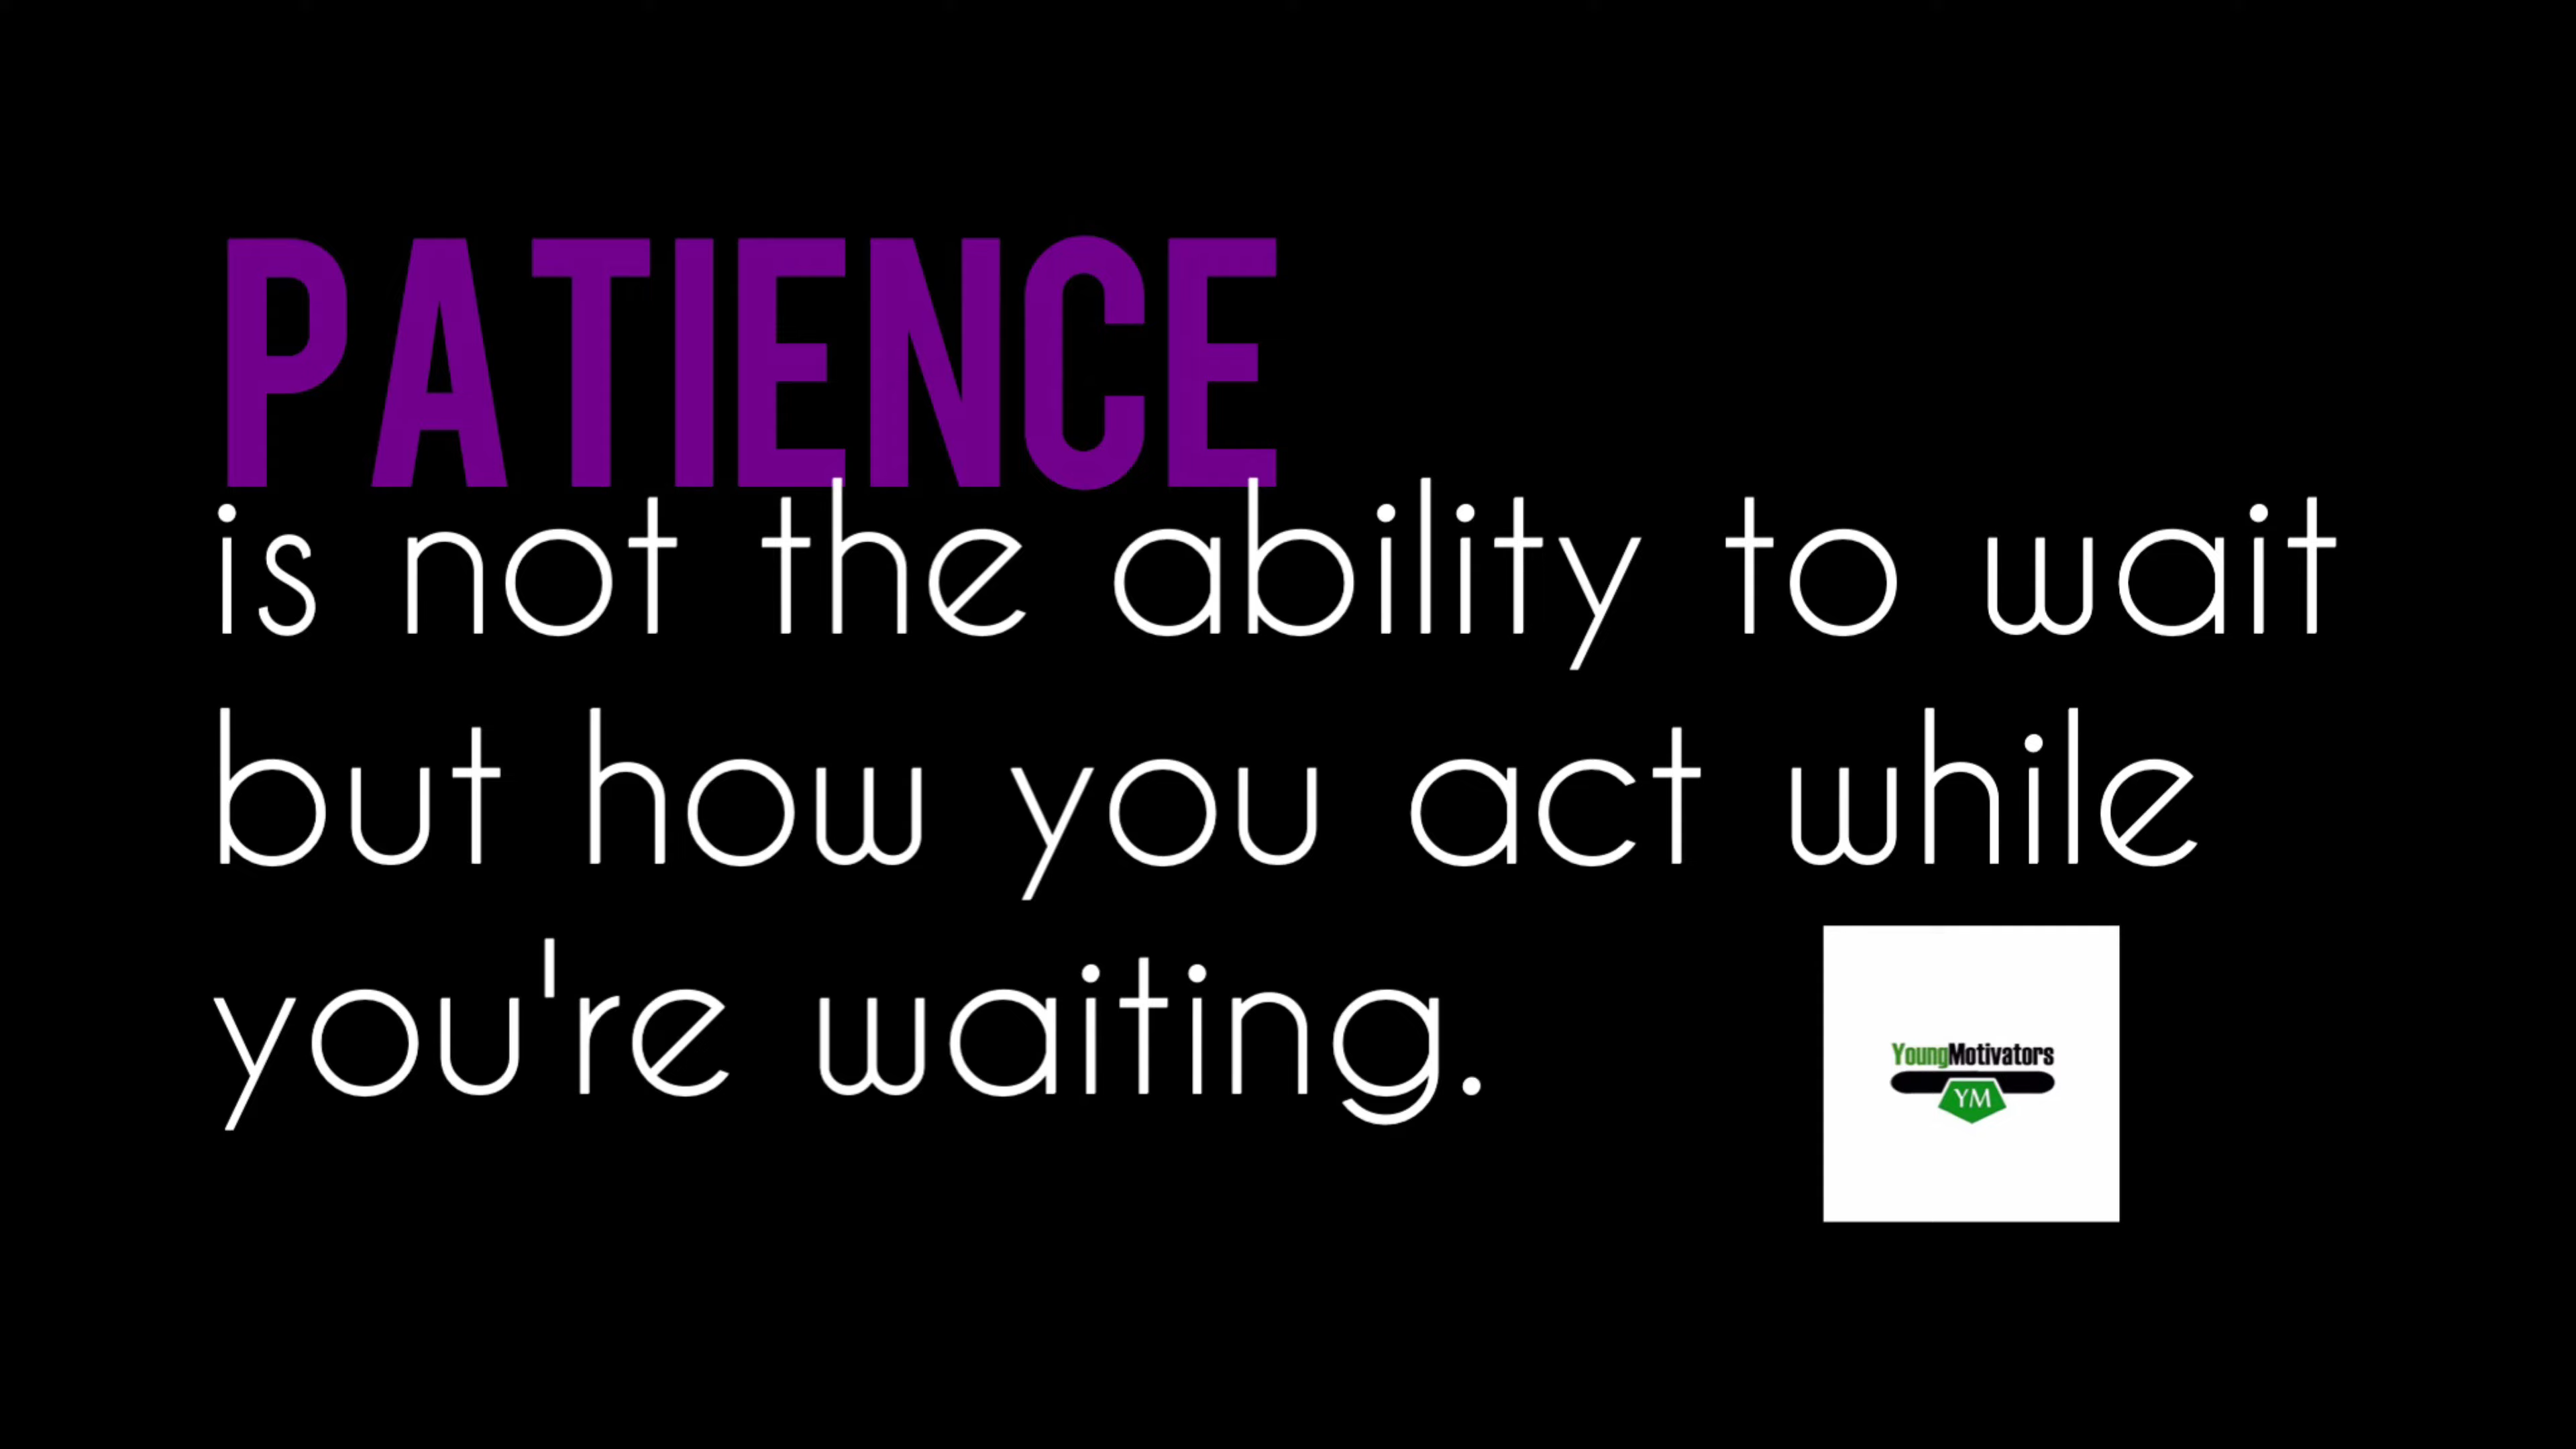 PATIENCE
is not the ability to wait
but how you act while
you're waiting.
YoungMotivators
YM